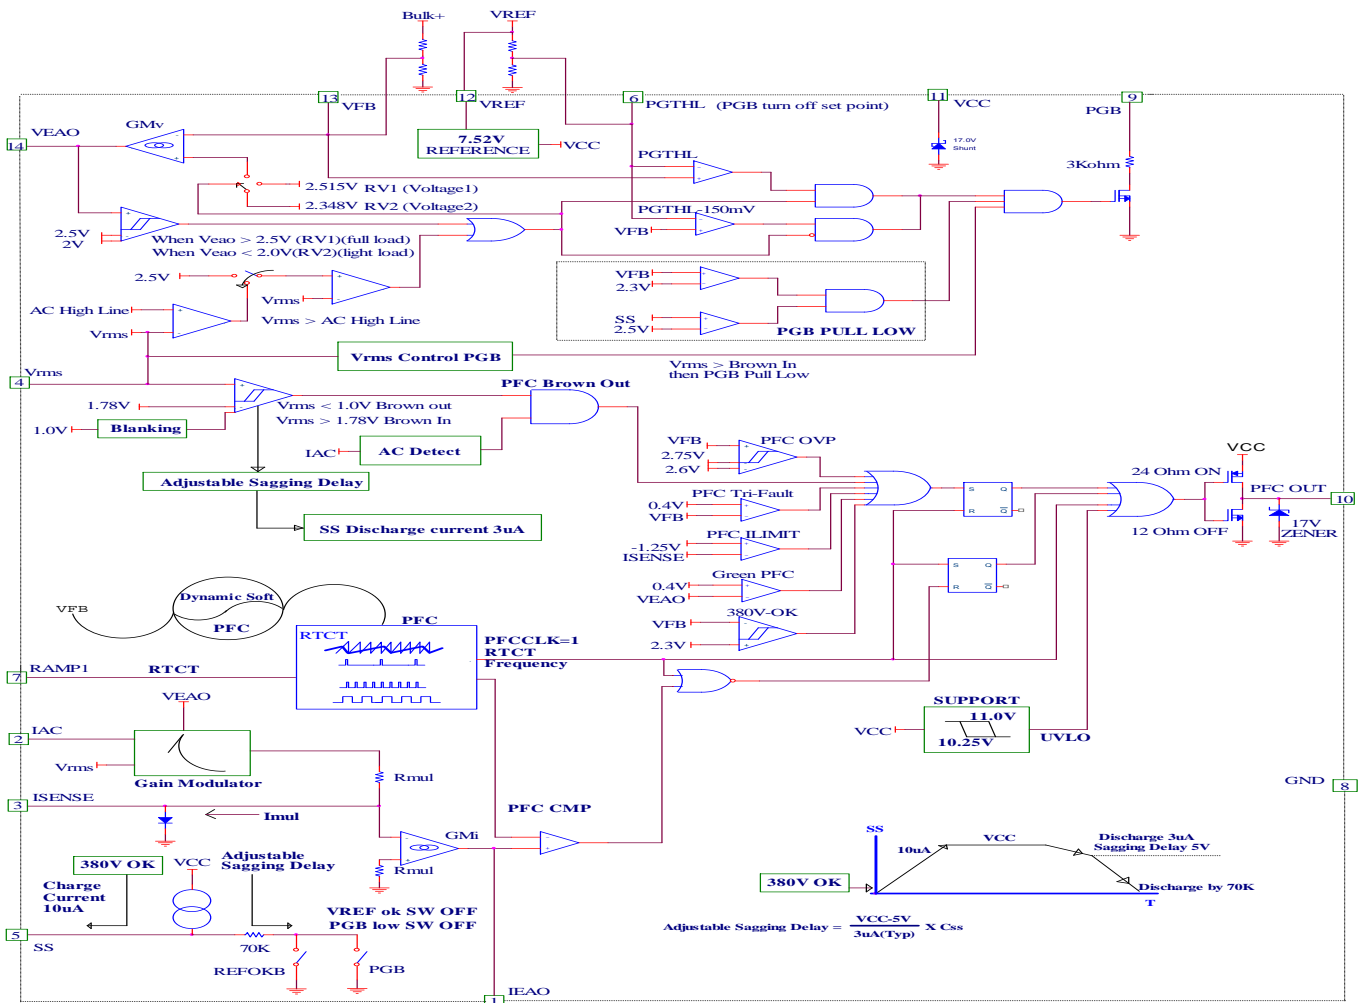 Bulk+
VREF
13
VFB
12
VREF
6
PGTHL (PGB turn off set point)
11
VCC
9
PGB
14
VEAO
GMv
7.52V
REFERENCE
VCC
17.0V
Shunt
PGTHL
3Kohm
2.515V RV1 (Voltage1)
2.348V RV2 (Voltage2)
PGTHL-150mV
VFB
2.5V
2V
When Veao > 2.5V (RV1)(full load)
When Veao < 2.0V(RV2)(light load)
2.5V
Vrms
VFB
2.3V
SS
2.5V
PGB PULL LOW
AC High Line
Vrms
Vrms > AC High Line
Vrms Control PGB
Vrms > Brown In
then PGB Pull Low
4
Vrms
PFC Brown Out
1.78V
1.0V
Blanking
Vrms < 1.0V Brown out
Vrms > 1.78V Brown In
IAC
AC Detect
Adjustable Sagging Delay
SS Discharge current 3uA
VFB
PFC OVP
2.75V
2.6V
PFC Tri-Fault
0.4V
VFB
PFC ILIMIT
-1.25V
ISENSE
Green PFC
0.4V
VEAO
380V-OK
VFB
2.3V
S
Q
R
Q
S
Q
R
Q
VCC
24 Ohm ON
PFC OUT
10
12 Ohm OFF
17V
ZENER
VFB
Dynamic Soft
PFC
PFC
RTCT
PFCCLK=1
RTCT
Frequency
7
RAMP1
RTCT
VEAO
2
IAC
Vrms
Gain Modulator
Rmul
SUPPORT
11.0V
10.25V
VCC
UVLO
GND
8
3
ISENSE
Imul
PFC CMP
GMi
Rmul
380V OK
VCC
Adjustable
Sagging Delay
Charge
Current
10uA
VREF ok SW OFF
PGB low SW OFF
5
SS
70K
REFOKB
PGB
1
IEAO
SS
10uA
VCC
Discharge 3uA
Sagging Delay 5V
380V OK
Discharge by 70K
T
Adjustable Sagging Delay = VCC-5V / 3uA(Typ) X Css